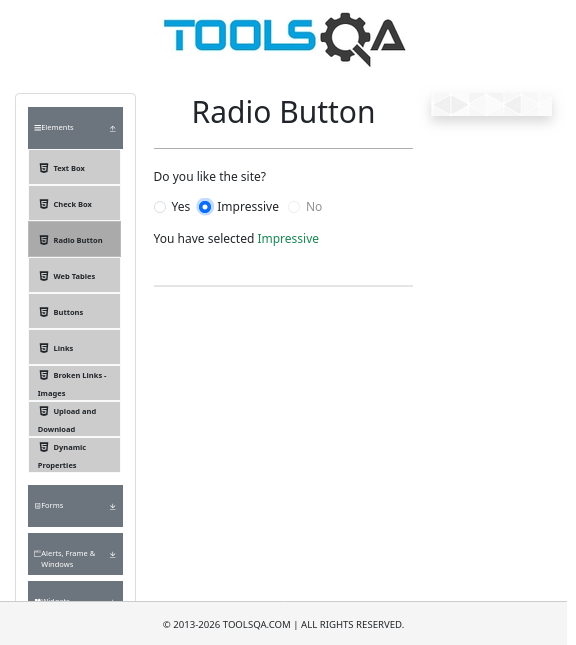 TOOLSQA
Radio Button
Elements
Text Box
Check Box
Radio Button
Web Tables
Buttons
Links
Broken Links -
Images
Upload and
Download
Dynamic
Properties
Forms
Alerts, Frame &
Windows
Do you like the site?
Yes Impressive No
You have selected Impressive
© 2013-2026 TOOLSQA.COM | ALL RIGHTS RESERVED.